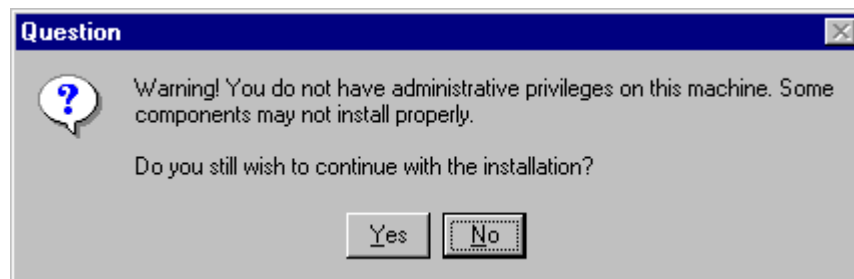 Question
Warning! You do not have administrative privileges on this machine. Some
components may not install properly.
Do you still wish to continue with the installation?
Yes
No